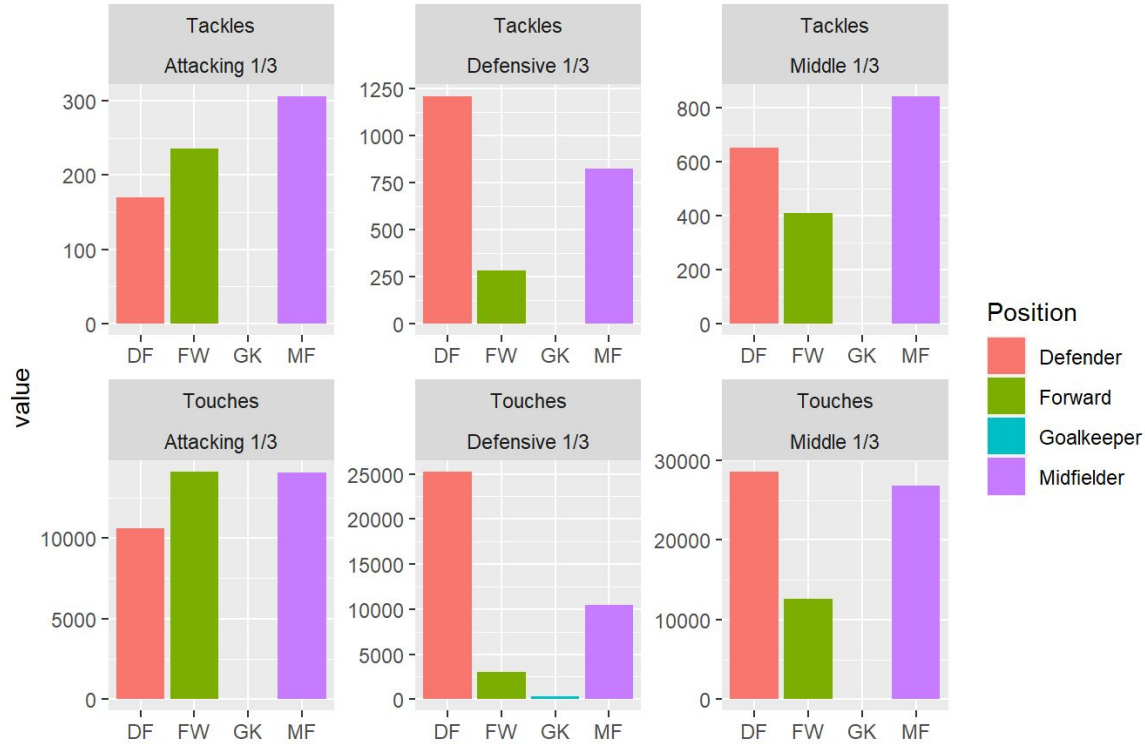 Tackles
Attacking 1/3
300
200
100
0
DF FW GK MF
Tackles
Defensive 1/3
1250
1000
750
500
250
0
DF FW GK MF
Tackles
Middle 1/3
800
600
400
200
0
DF FW GK MF
value
Touches
Attacking 1/3
10000
5000
0
DF FW GK MF
Touches
Defensive 1/3
25000
20000
15000
10000
5000
0
DF FW GK MF
Touches
Middle 1/3
30000
20000
10000
0
DF FW GK MF
Position
Defender
Forward
Goalkeeper
Midfielder